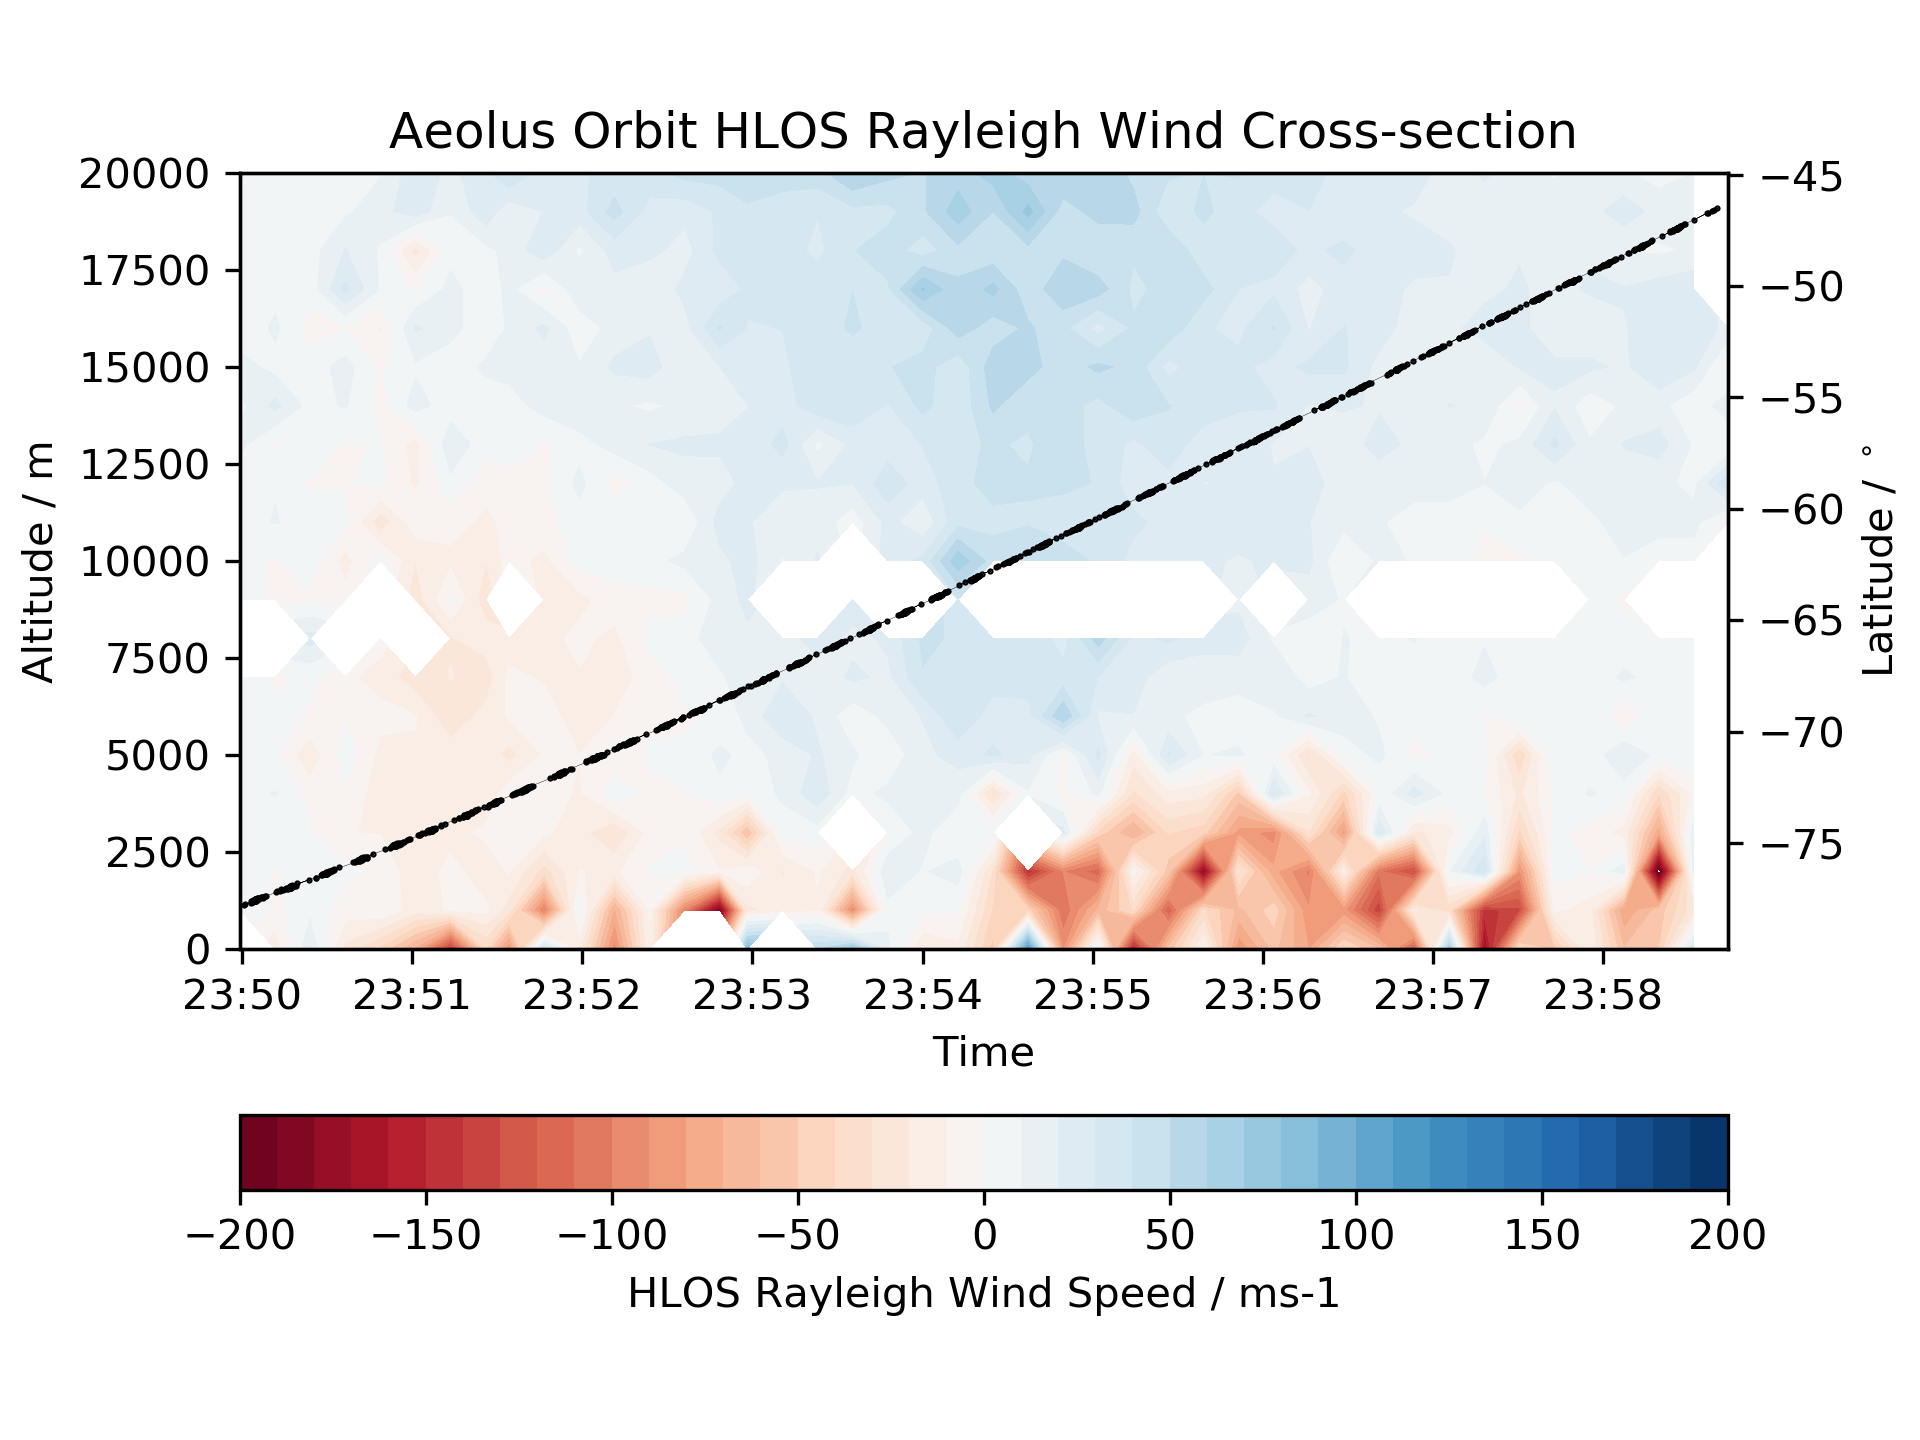 Aeolus Orbit HLOS Rayleigh Wind Cross-section
20000
17500
15000
12500
10000
7500
5000
2500
0
Altitude / m
−45
−50
−55
−60
−65
−70
−75
Latitude / °
23:50 23:51 23:52 23:53 23:54 23:55 23:56 23:57 23:58
Time
−200 −150 −100 −50 0 50 100 150 200
HLOS Rayleigh Wind Speed / ms-1